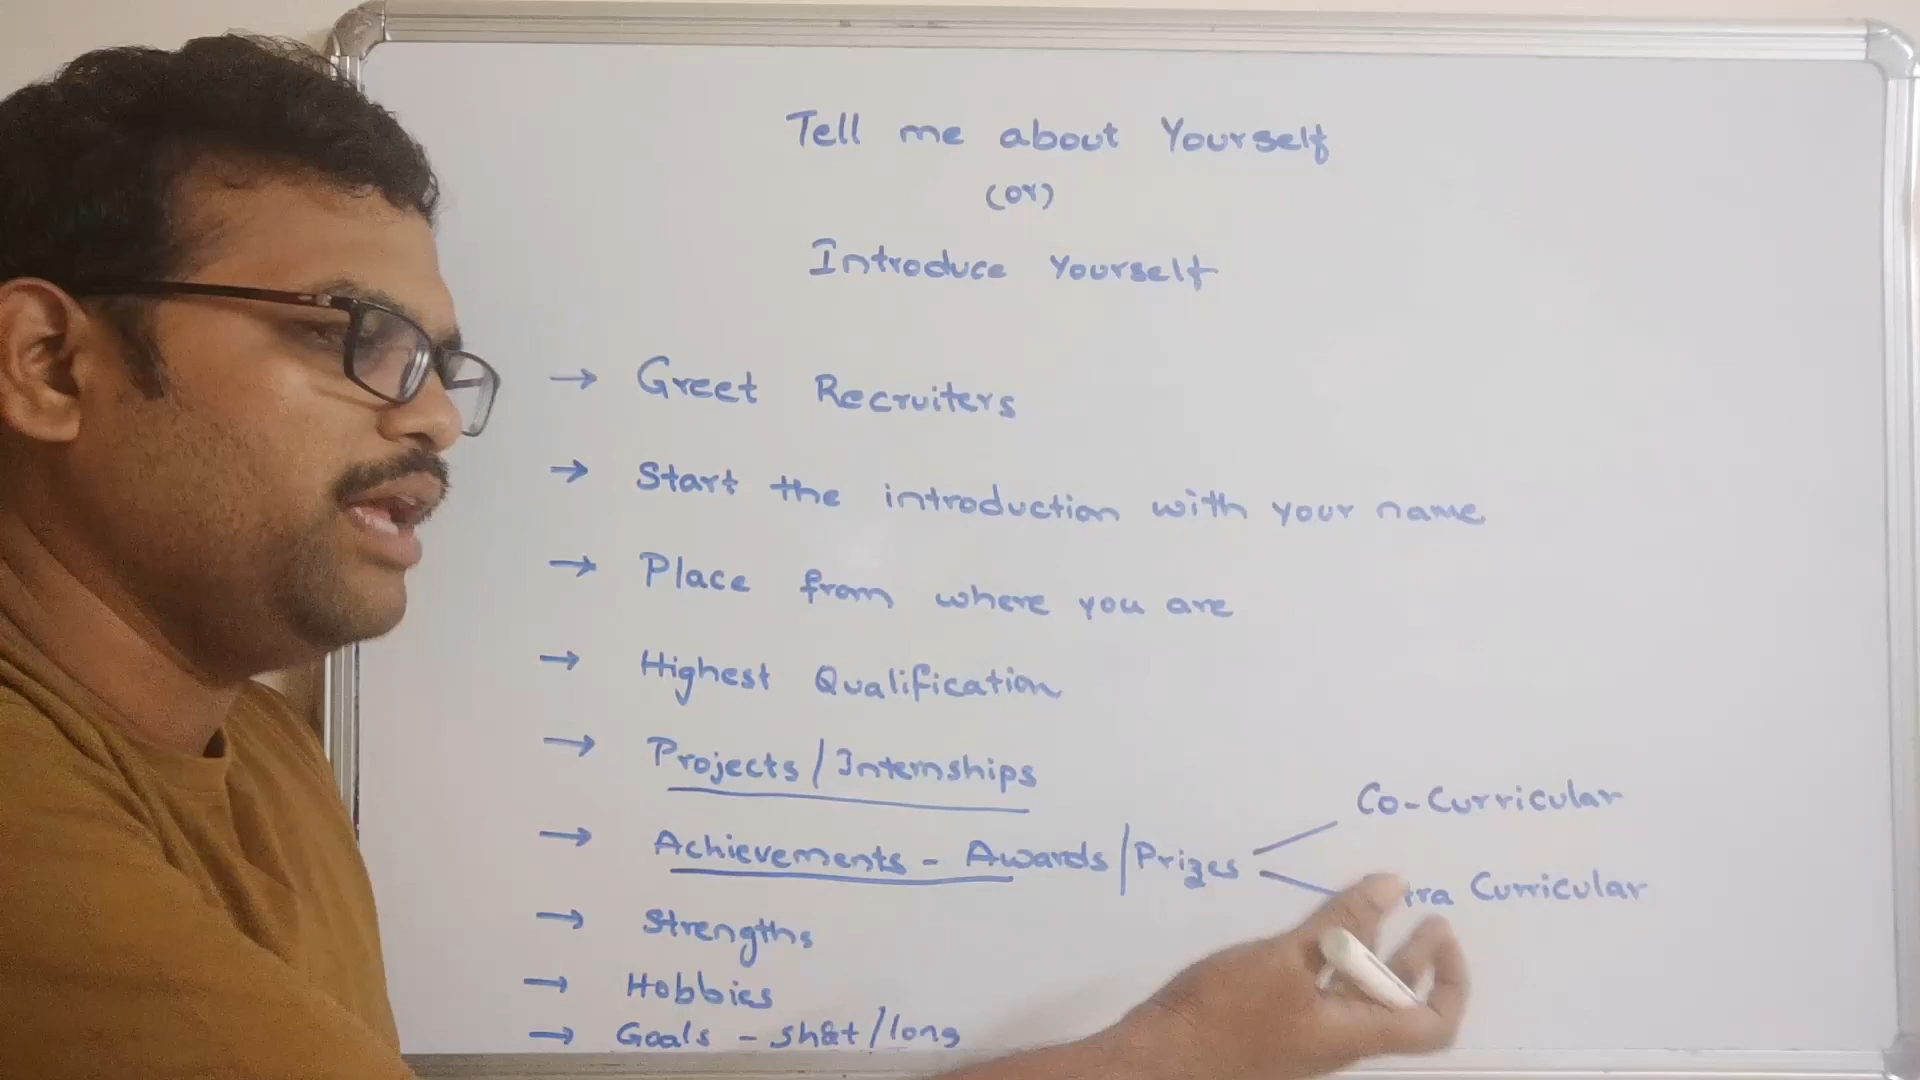 Tell me about Yourself
(or)
Introduce Yourself
→ Greet Recruiters
→ Start the introduction with your name
→ Place from where you are
→ Highest Qualification
→ Projects/Internships
Co-Curricular
→ Achievements - Awards/Prizes
tra Curricular
→ Strengths
→ Hobbies
→ Goals - short/long